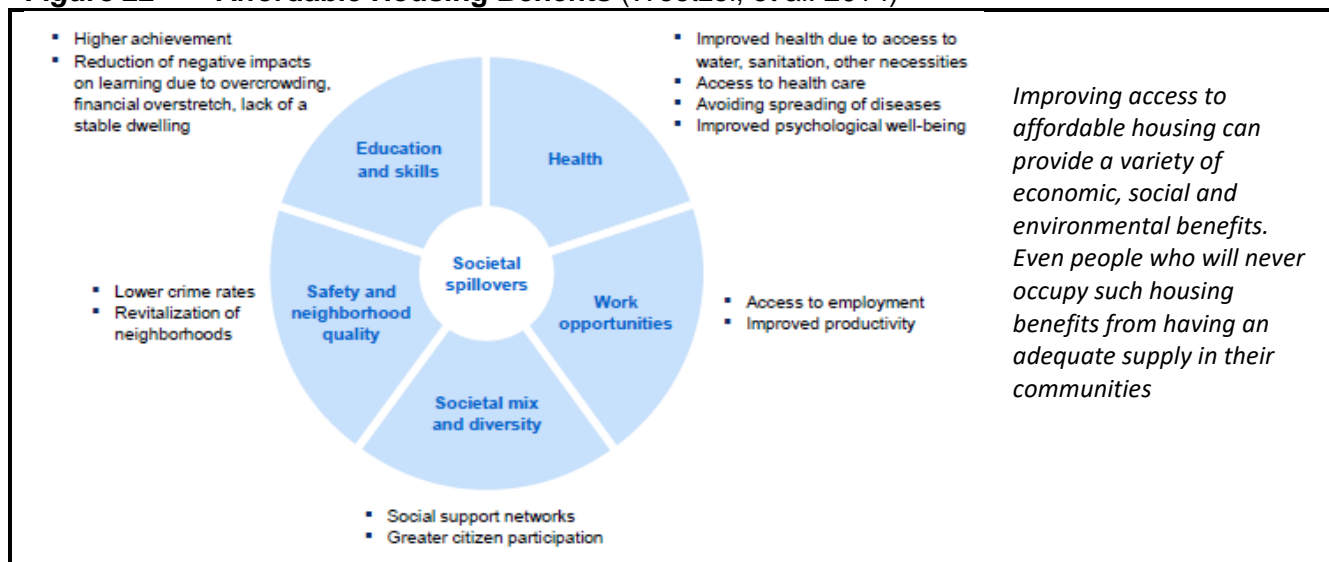 Affordable Housing Benefits
Higher achievement
Reduction of negative impacts
on learning due to overcrowding,
financial overstretch, lack of a
stable dwelling
Improved health due to access to
water, sanitation, other necessities
Access to health care
Avoiding spreading of diseases
Improved psychological well-being
Education
and skills
Health
Societal
spillovers
Safety and
neighborhood
quality
Work
opportunities
Societal mix
and diversity
Lower crime rates
Revitalization of
neighborhoods
Access to employment
Improved productivity
Social support networks
Greater citizen participation
Improving access to
affordable housing can
provide a variety of
economic, social and
environmental benefits.
Even people who will never
occupy such housing
benefits from having an
adequate supply in their
communities